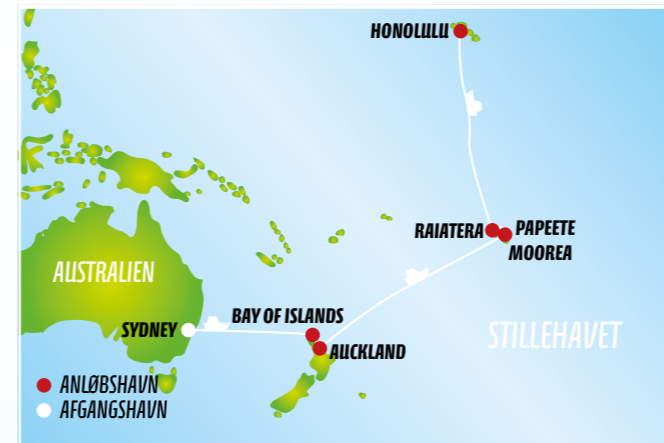 HONOLULU
RAIATERA
PAPEETE
MOOREA
AUSTRALIEN
BAY OF ISLANDS
SYDNEY
STILLEHAVET
AUCKLAND
ANLØBSHAVN
AFGANGSHAVN